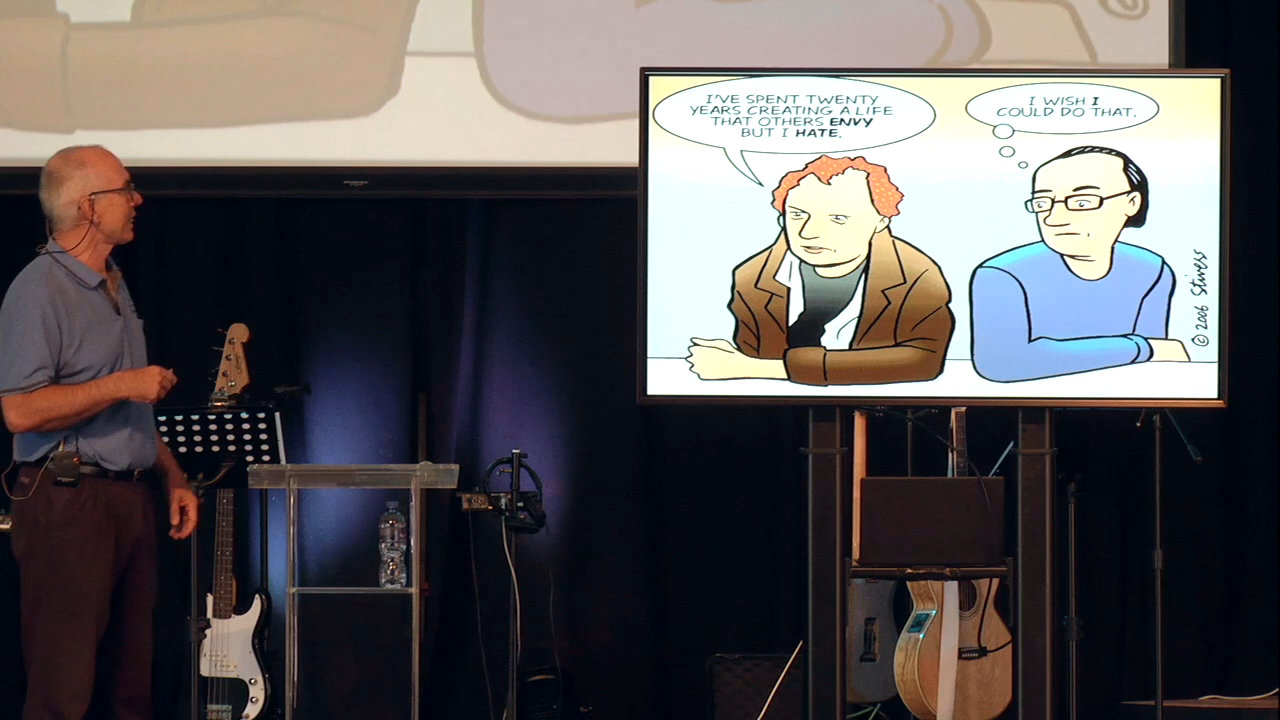 I'VE SPENT TWENTY
YEARS CREATING A LIFE
THAT OTHERS ENVY
BUT I HATE.
I WISH I
COULD DO THAT.
© 2006 Stivers